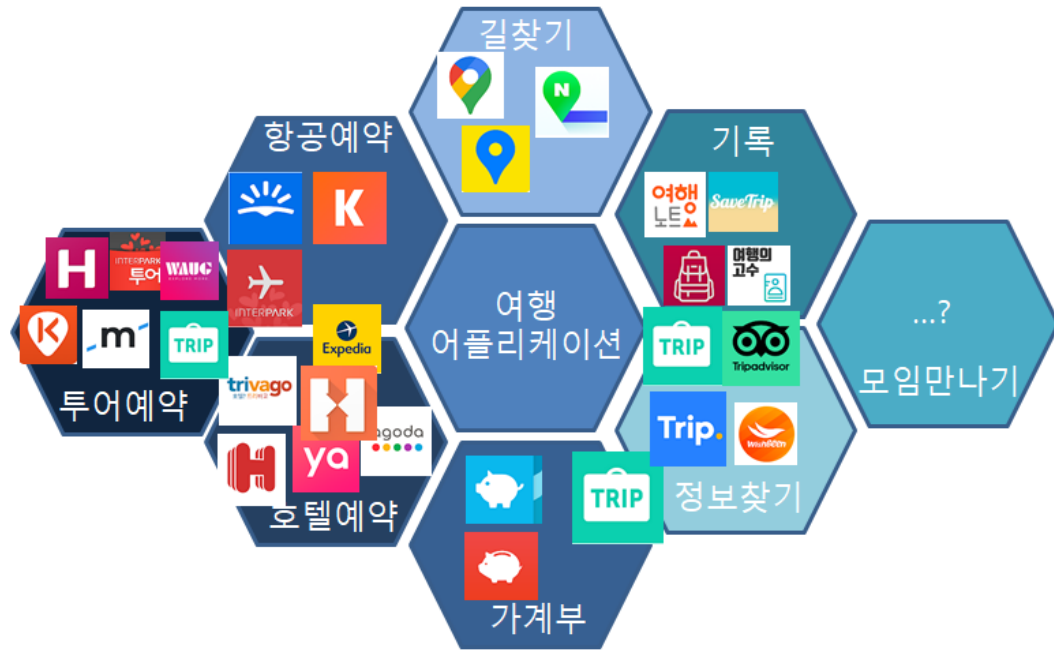 길찾기
N
항공예약
K
INTERPARK
기록
여행
노트
SaveTrip
여행의
고수
H
INTERPARK
투어
WAUG
K
m
TRIP
투어예약
여행
어플리케이션
...?
모임만나기
Expedia
trivago
H
agoda
H
ya
호텔예약
TRIP
Tripadvisor
Trip.
WishBeen
정보찾기
TRIP
가계부